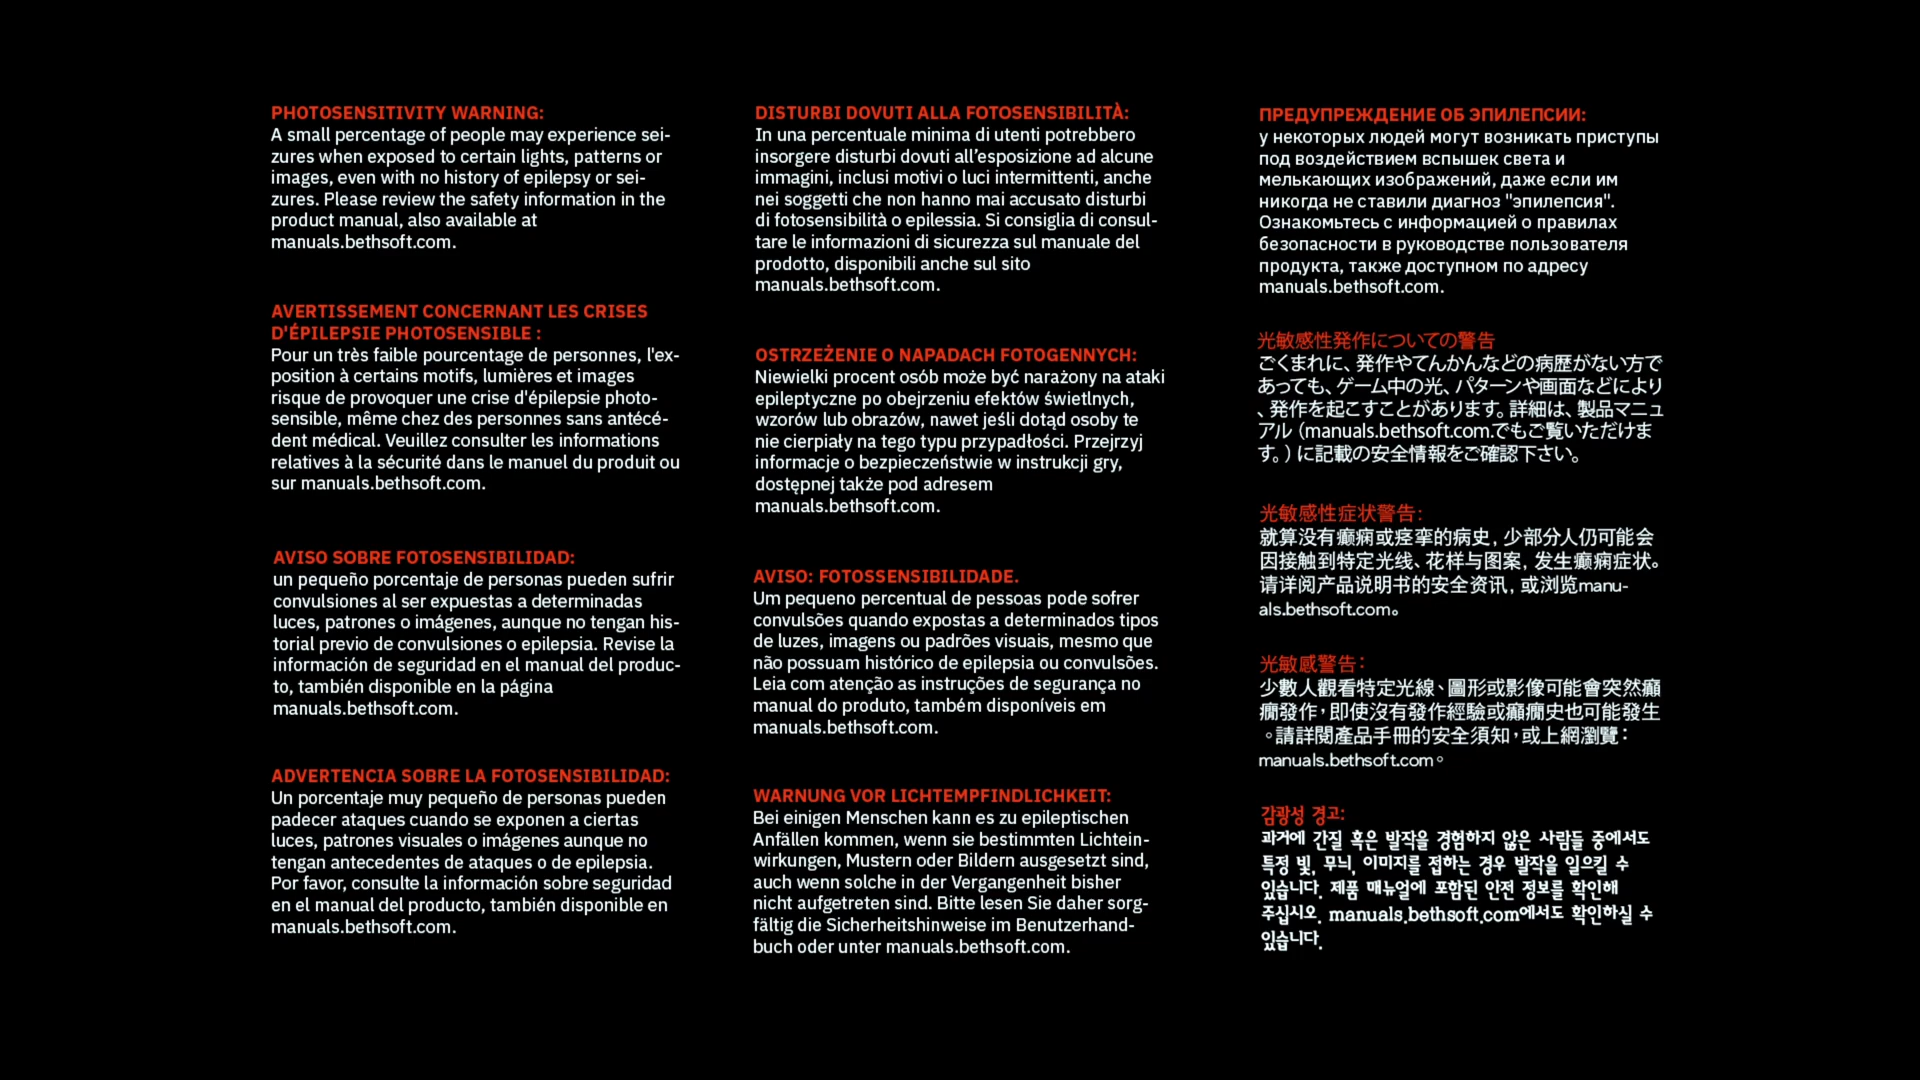 PHOTOSENSITIVITY WARNING:
A small percentage of people may experience sei-
zures when exposed to certain lights, patterns or
images, even with no history of epilepsy or sei-
zures. Please review the safety information in the
product manual, also available at
manuals.bethsoft.com.
AVERTISSEMENT CONCERNANT LES CRISES
D'ÉPILEPSIE PHOTOSENSIBLE :
Pour un très faible pourcentage de personnes, l'ex-
position à certains motifs, lumières et images
risque de provoquer une crise d'épilepsie photo-
sensible, même chez des personnes sans antécé-
dent médical. Veuillez consulter les informations
relatives à la sécurité dans le manuel du produit ou
sur manuals.bethsoft.com.
AVISO SOBRE FOTOSENSIBILIDAD:
un pequeño porcentaje de personas pueden sufrir
convulsiones al ser expuestas a determinadas
luces, patrones o imágenes, aunque no tengan his-
torial previo de convulsiones o epilepsia. Revise la
información de seguridad en el manual del produc-
to, también disponible en la página
manuals.bethsoft.com.
ADVERTENCIA SOBRE LA FOTOSENSIBILIDAD:
Un porcentaje muy pequeño de personas pueden
padecer ataques cuando se exponen a ciertas
luces, patrones visuales o imágenes aunque no
tengan antecedentes de ataques o de epilepsia.
Por favor, consulte la información sobre seguridad
en el manual del producto, también disponible en
manuals.bethsoft.com.
DISTURBI DOVUTI ALLA FOTOSENSIBILITÀ:
In una percentuale minima di utenti potrebbero
insorgere disturbi dovuti all’esposizione ad alcune
immagini, inclusi motivi o luci intermittenti, anche
nei soggetti che non hanno mai accusato disturbi
di fotosensibilità o epilessia. Si consiglia di consul-
tare le informazioni di sicurezza sul manuale del
prodotto, disponibili anche sul sito
manuals.bethsoft.com.
OSTRZEŻENIE O NAPADACH FOTOGENNYCH:
Niewielki procent osób może być narażony na ataki
epileptyczne po obejrzeniu efektów świetlnych,
wzorów lub obrazów, nawet jeśli dotąd osoby te
nie cierpiały na tego typu przypadłości. Przejrzyj
informacje o bezpieczeństwie w instrukcji gry,
dostępnej także pod adresem
manuals.bethsoft.com.
AVISO: FOTOSSENSIBILIDADE.
Um pequeno percentual de pessoas pode sofrer
convulsões quando expostas a determinados tipos
de luzes, imagens ou padrões visuais, mesmo que
não possuam histórico de epilepsia ou convulsões.
Leia com atenção as instruções de segurança no
manual do produto, também disponíveis em
manuals.bethsoft.com.
WARNUNG VOR LICHTEMPFINDLICHKEIT:
Bei einigen Menschen kann es zu epileptischen
Anfällen kommen, wenn sie bestimmten Lichtein-
wirkungen, Mustern oder Bildern ausgesetzt sind,
auch wenn solche in der Vergangenheit bisher
nicht aufgetreten sind. Bitte lesen Sie daher sorg-
fältig die Sicherheitshinweise im Benutzerhand-
buch oder unter manuals.bethsoft.com.
ПРЕДУПРЕЖДЕНИЕ ОБ ЭПИЛЕПСИИ:
у некоторых людей могут возникать приступы
под воздействием вспышек света и
мелькающих изображений, даже если им
никогда не ставили диагноз "эпилепсия".
Ознакомьтесь с информацией о правилах
безопасности в руководстве пользователя
продукта, также доступном по адресу
manuals.bethsoft.com.
光敏感性発作についての警告
ごくまれに、発作やてんかんなどの病歴がない方で
あっても、ゲーム中の光、パターンや画面などにより
、発作を起こすことがあります。詳細は、製品マニュ
アル（manuals.bethsoft.com.でもご覧いただけま
す。）に記載の安全情報をご確認下さい。
光敏感性症状警告：
就算没有癫痫或痉挛的病史，少部分人仍可能会
因接触到特定光线、花样与图案，发生癫痫症状。
请详阅产品说明书的安全资讯，或浏览manu-
als.bethsoft.com。
光敏感警告：
少數人觀看特定光線、圖形或影像可能會突然癲
癇發作，即使沒有發作經驗或癲癇史也可能發生
。請詳閱產品手冊的安全須知，或上網瀏覽：
manuals.bethsoft.com。
감광성 경고:
과거에 간질 혹은 발작을 경험하지 않은 사람들 중에서도
특정 빛, 무늬, 이미지를 접하는 경우 발작을 일으킬 수
있습니다. 제품 매뉴얼에 포함된 안전 정보를 확인해
주십시오. manuals.bethsoft.com에서도 확인하실 수
있습니다.